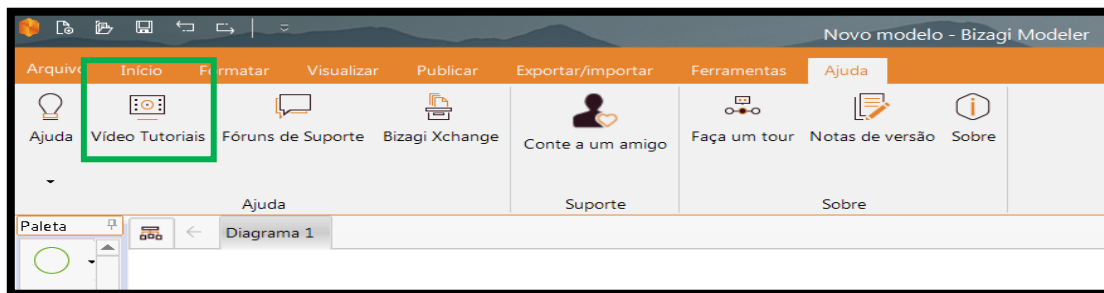 Novo modelo - Bizagi Modeler
Arquivo Início Formatar Visualizar Publicar Exportar/importar Ferramentas Ajuda
Ajuda Vídeo Tutoriais Fóruns de Suporte Bizagi Xchange Conte a um amigo Faça um tour Notas de versão Sobre
Ajuda Suporte Sobre
Paleta Diagrama 1